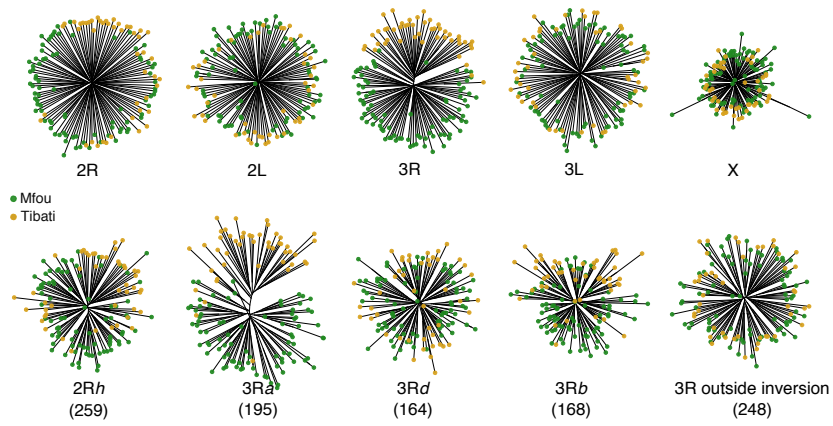 2R 2L 3R 3L X
Mfou
Tibati
2Rh 3Ra 3Rd 3Rb 3R outside inversion
(259) (195) (164) (168) (248)